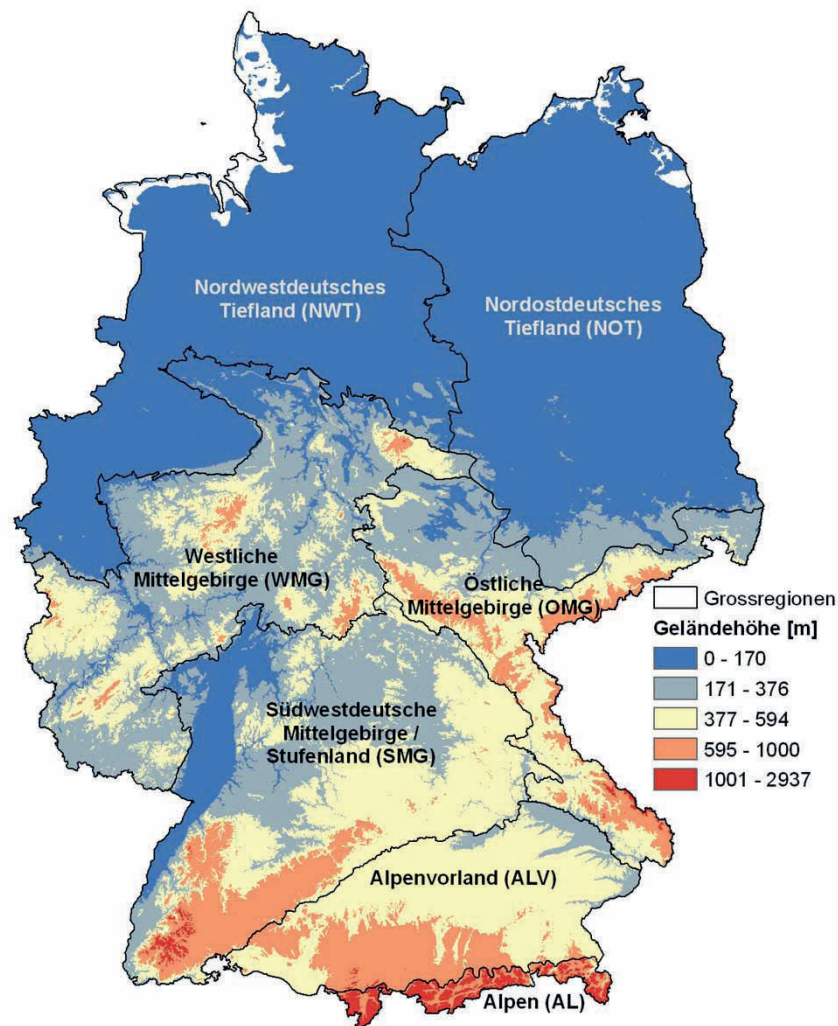 Nordwestdeutsches
Tiefland (NWT)
Nordostdeutsches
Tiefland (NOT)
Westliche
Mittelgebirge (WMG)
Östliche
Mittelgebirge (OMG)
Südwestdeutsche
Mittelgebirge /
Stufenland (SMG)
Alpenvorland (ALV)
Alpen (AL)
Grossregionen
Geländehöhe [m]
0 - 170
171 - 376
377 - 594
595 - 1000
1001 - 2937